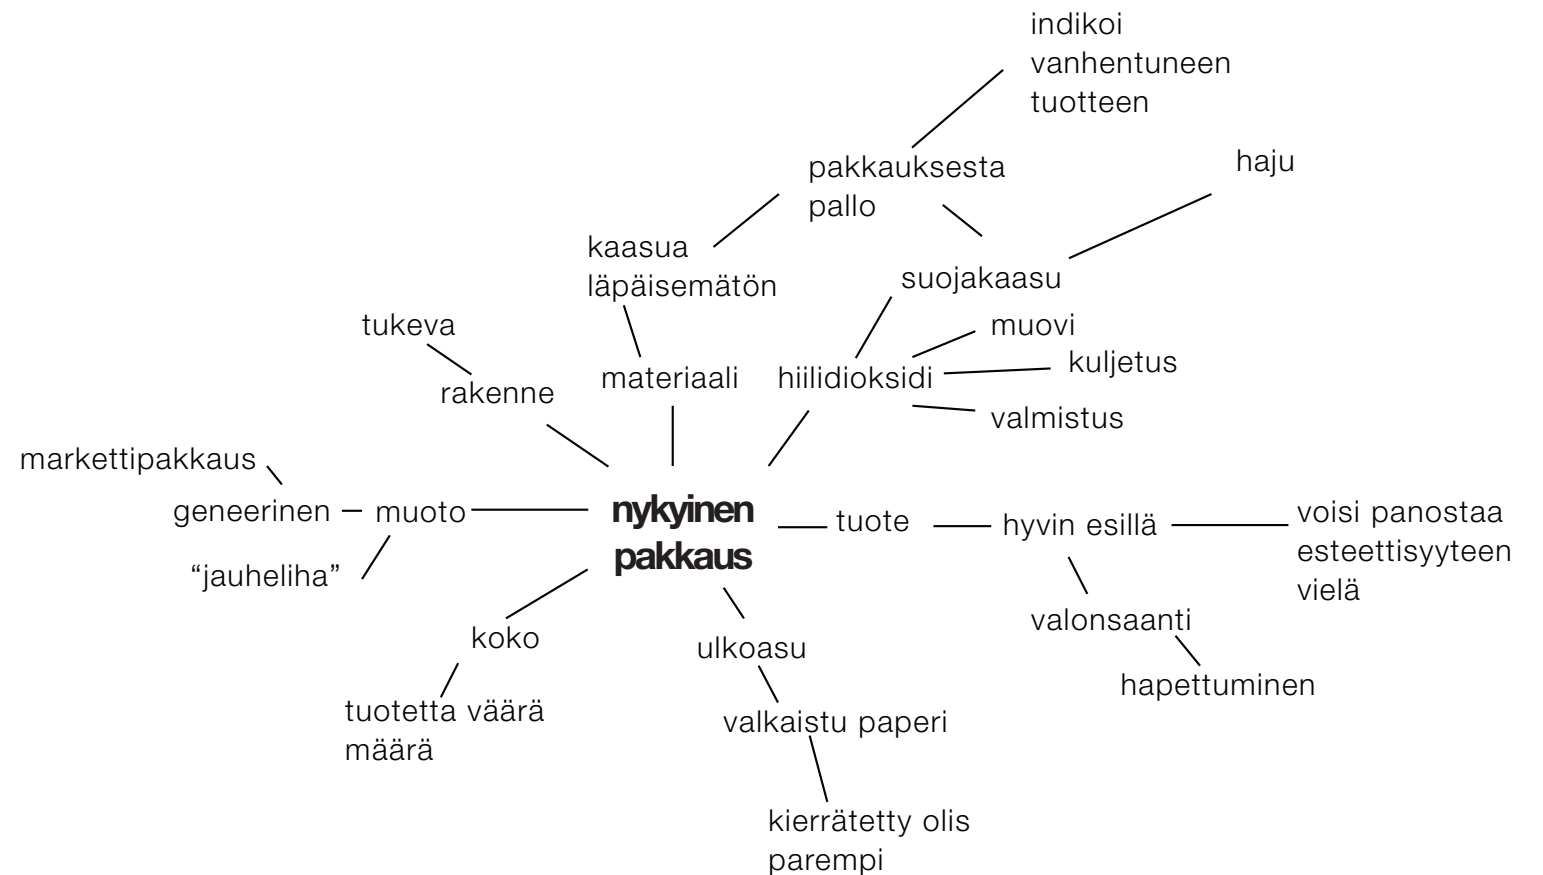 indikoi
vanhentuneen
tuotteen
pakkauksesta
pallo
haju
kaasua
läpäisemätön
suojakaasu
tukeva
muovi
rakenne
materiaali
hiilidioksidi
kuljetus
valmistus
markettipakkaus
geneerinen
muoto
nykyinen
pakkaus
tuote
hyvin esillä
voisi panostaa
esteettisyyteen
vielä
“jauheliha”
koko
ulkoasu
valonsaanti
hapettuminen
tuotetta väärä
määrä
valkaistu paperi
kierrätetty olis
parempi